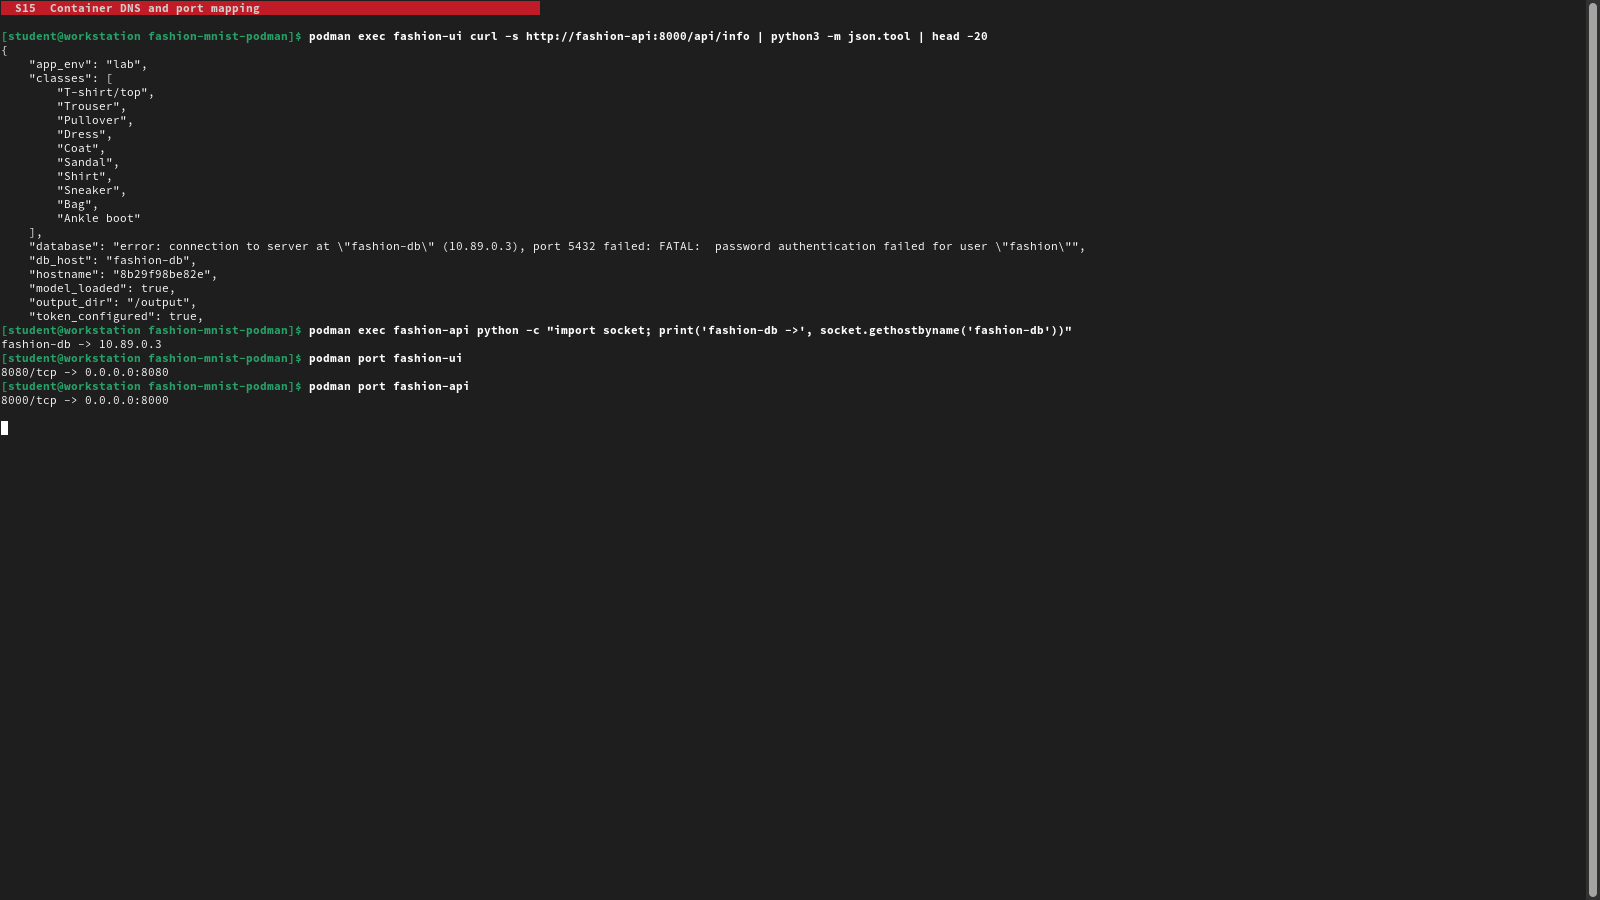 S15  Container DNS and port mapping
[student@workstation fashion-mnist-podman]$ podman exec fashion-ui curl -s http://fashion-api:8000/api/info | python3 -m json.tool | head -20
{
    "app_env": "lab",
    "classes": [
        "T-shirt/top",
        "Trouser",
        "Pullover",
        "Dress",
        "Coat",
        "Sandal",
        "Shirt",
        "Sneaker",
        "Bag",
        "Ankle boot"
    ],
    "database": "error: connection to server at \"fashion-db\" (10.89.0.3), port 5432 failed: FATAL:  password authentication failed for user \"fashion\"",
    "db_host": "fashion-db",
    "hostname": "8b29f98be82e",
    "model_loaded": true,
    "output_dir": "/output",
    "token_configured": true,
[student@workstation fashion-mnist-podman]$ podman exec fashion-api python -c "import socket; print('fashion-db ->', socket.gethostbyname('fashion-db'))"
fashion-db -> 10.89.0.3
[student@workstation fashion-mnist-podman]$ podman port fashion-ui
8080/tcp -> 0.0.0.0:8080
[student@workstation fashion-mnist-podman]$ podman port fashion-api
8000/tcp -> 0.0.0.0:8000